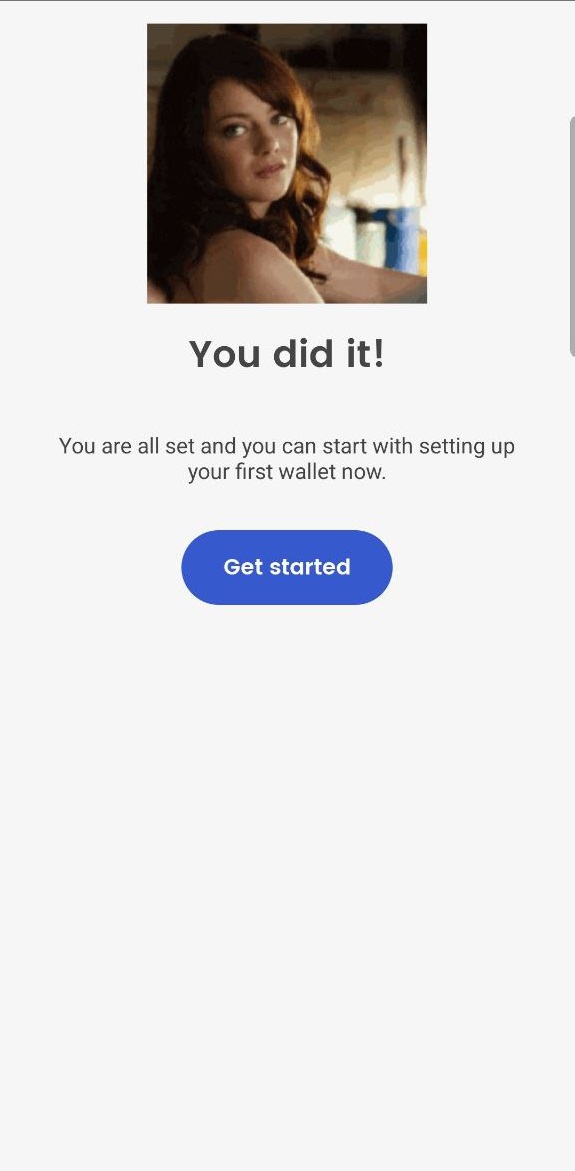 You did it!
You are all set and you can start with setting up
your first wallet now.
Get started